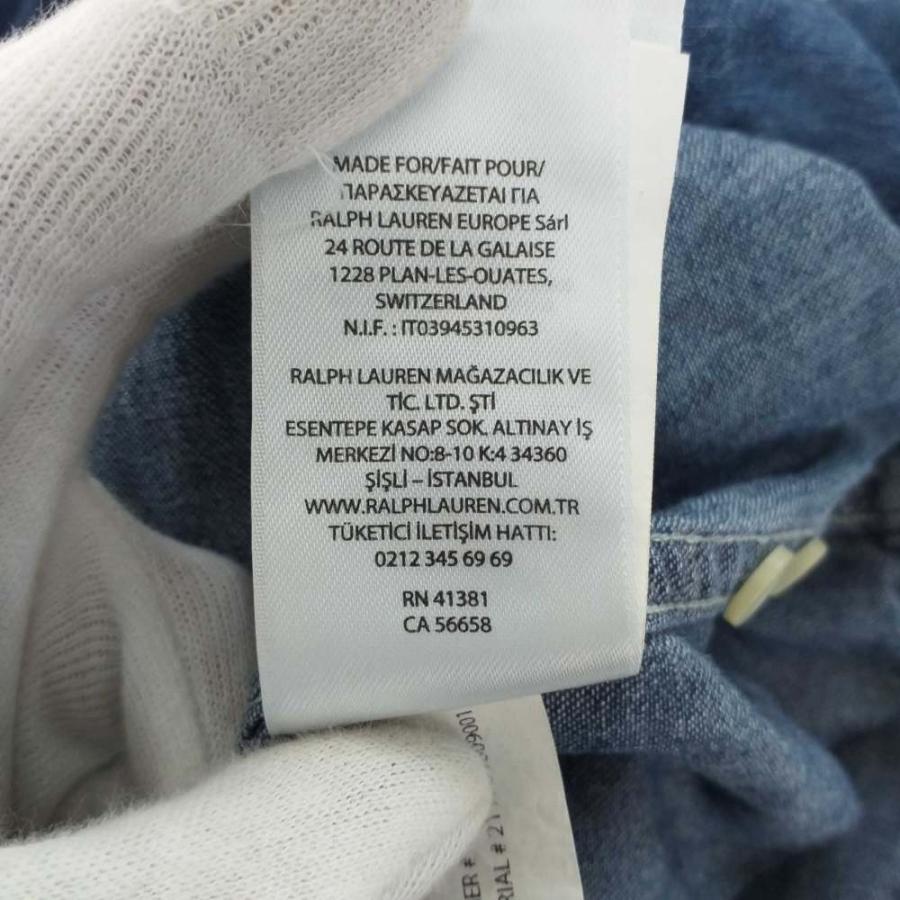 MADE FOR/FAIT POUR/
ΠΑΡΑΣΚΕΥΑΖΕΤΑΙ ΓΙΑ
RALPH LAUREN EUROPE Sárl
24 ROUTE DE LA GALAISE
1228 PLAN-LES-OUATES,
SWITZERLAND
N.I.F. : IT03945310963
RALPH LAUREN MAĞAZACILIK VE
TİC. LTD. ŞTİ
ESENTEPE KASAP SOK. ALTINAY İŞ
MERKEZİ NO:8-10 K:4 34360
ŞİŞLİ – İSTANBUL
WWW.RALPHLAUREN.COM.TR
TÜKETİCİ İLETİŞİM HATTI:
0212 345 69 69
RN 41381
CA 56658